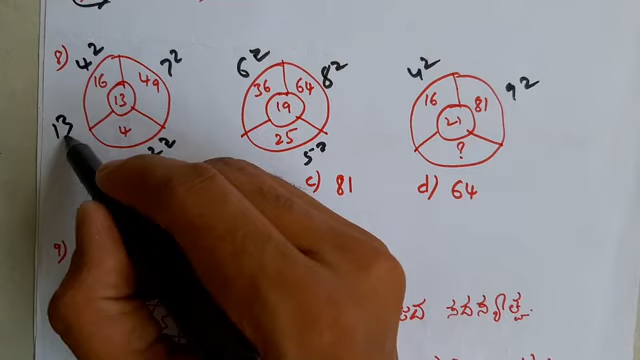 8) 4² 7² 6² 8² 4² 9²
16 49 36 64 16 81
13 19 21
4 25 ?
13 2² 5²
c) 81 d) 64
9)